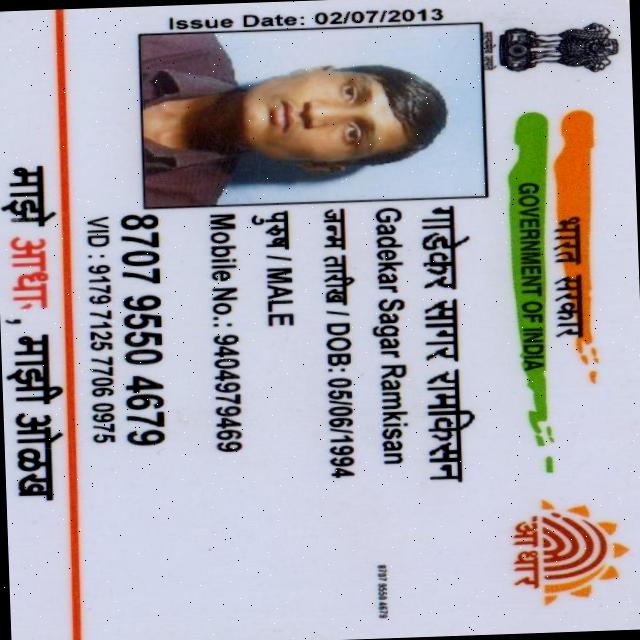 भारत सरकार
GOVERNMENT OF INDIA
आधार
Issue Date: 02/07/2013
गाडेकर सागर रामकिसन
Gadekar Sagar Ramkisan
जन्म तारीख / DOB: 05/06/1994
पुरुष / MALE
Mobile No.: 9404979469
8707 9550 4679
8707 9550 4679
VID : 9179 7125 7706 0975
माझे आधार, माझी ओळख